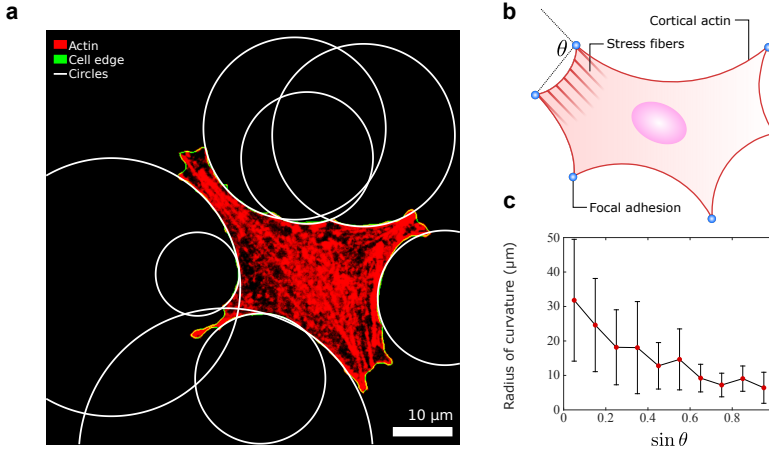 a
Actin
Cell edge
Circles
10 μm
b
θ
Cortical actin
Stress fibers
Focal adhesion
c
Radius of curvature (μm)
50
40
30
20
10
0
0 0.2 0.4 0.6 0.8
sin θ